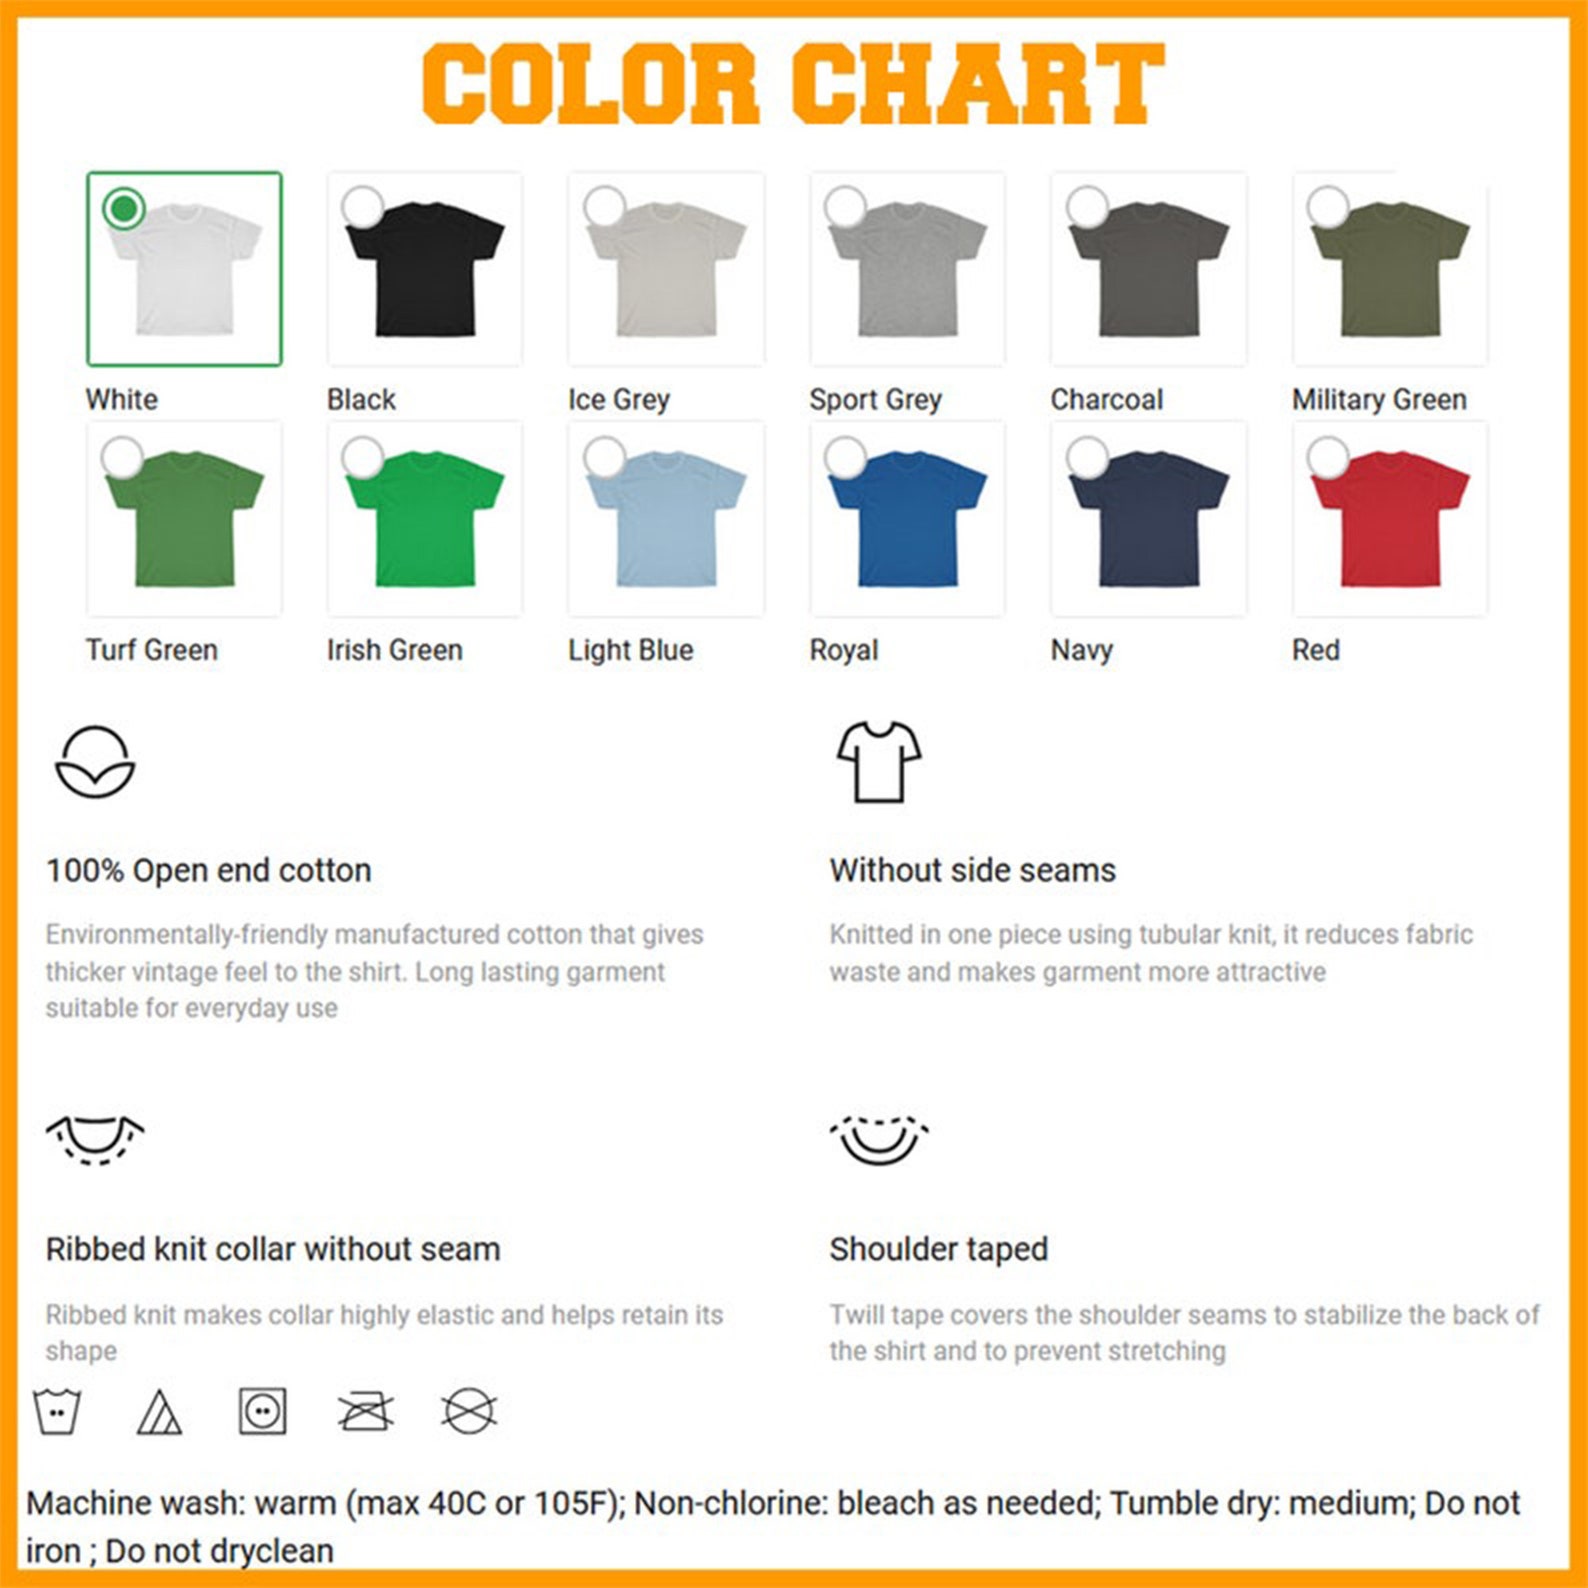 COLOR CHART
White
Black
Ice Grey
Sport Grey
Charcoal
Military Green
Turf Green
Irish Green
Light Blue
Royal
Navy
Red
100% Open end cotton
Environmentally-friendly manufactured cotton that gives
thicker vintage feel to the shirt. Long lasting garment
suitable for everyday use
Without side seams
Knitted in one piece using tubular knit, it reduces fabric
waste and makes garment more attractive
Ribbed knit collar without seam
Ribbed knit makes collar highly elastic and helps retain its
shape
Shoulder taped
Twill tape covers the shoulder seams to stabilize the back of
the shirt and to prevent stretching
Machine wash: warm (max 40C or 105F); Non-chlorine: bleach as needed; Tumble dry: medium; Do not
iron ; Do not dryclean